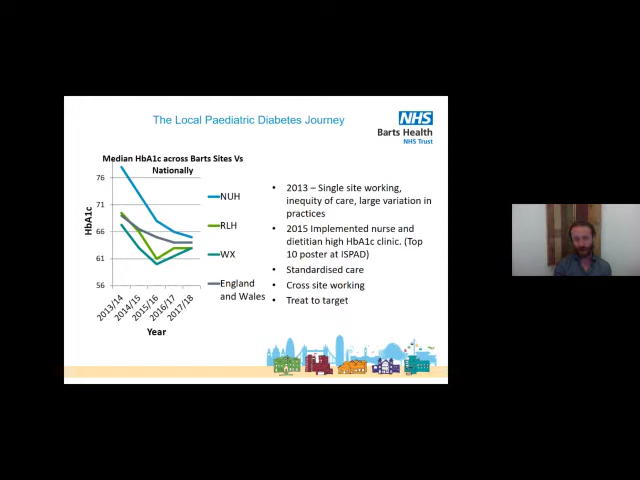 The Local Paediatric Diabetes Journey
NHS
Barts Health
NHS Trust
Median HbA1c across Barts Sites Vs
Nationally
76
71
66
61
56
HbA1c
2013/14
2014/15
2015/16
2016/17
2017/18
Year
NUH
RLH
WX
England
and Wales
• 2013 – Single site working,
inequity of care, large variation in
practices
• 2015 Implemented nurse and
dietitian high HbA1c clinic. (Top
10 poster at ISPAD)
• Standardised care
• Cross site working
• Treat to target